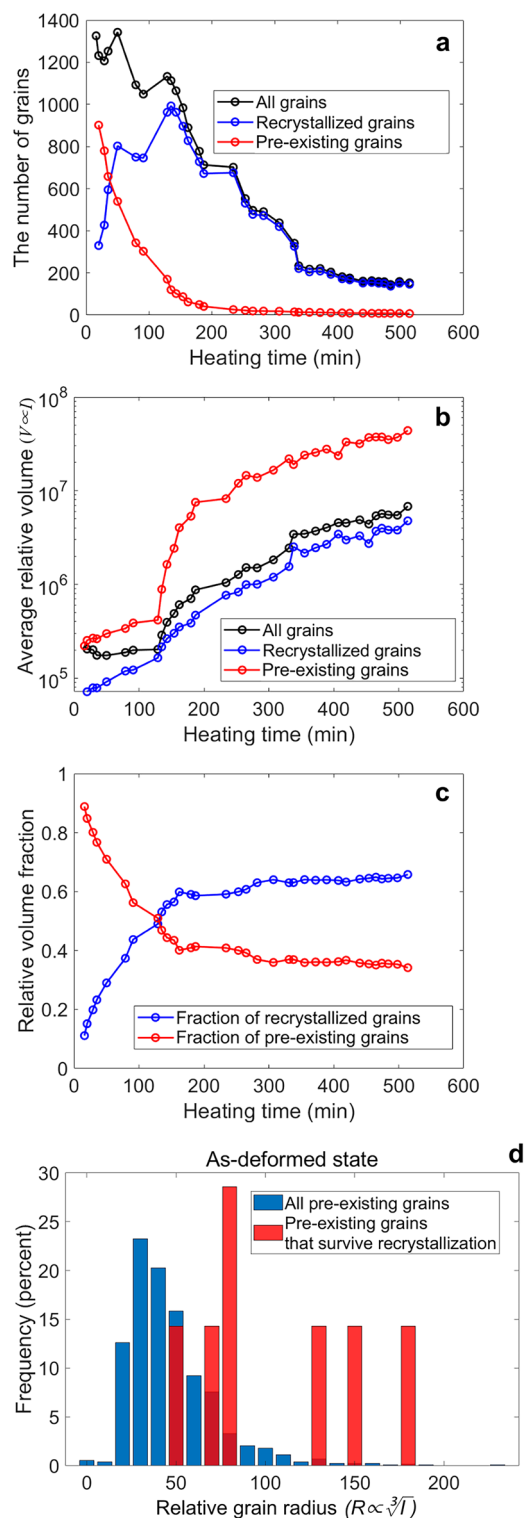 a
1400
1200
1000
800
600
400
200
0
The number of grains
All grains
Recrystallized grains
Pre-existing grains
0 100 200 300 400 500 600
Heating time (min)
b
10^8
10^7
10^6
10^5
Average relative volume (V∝I)
All grains
Recrystallized grains
Pre-existing grains
0 100 200 300 400 500 600
Heating time (min)
c
1
0.8
0.6
0.4
0.2
0
Relative volume fraction
Fraction of recrystallized grains
Fraction of pre-existing grains
0 100 200 300 400 500 600
Heating time (min)
d
As-deformed state
30
25
20
15
10
5
0
Frequency (percent)
All pre-existing grains
Pre-existing grains
that survive recrystallization
0 50 100 150 200
Relative grain radius (R∝∛I)